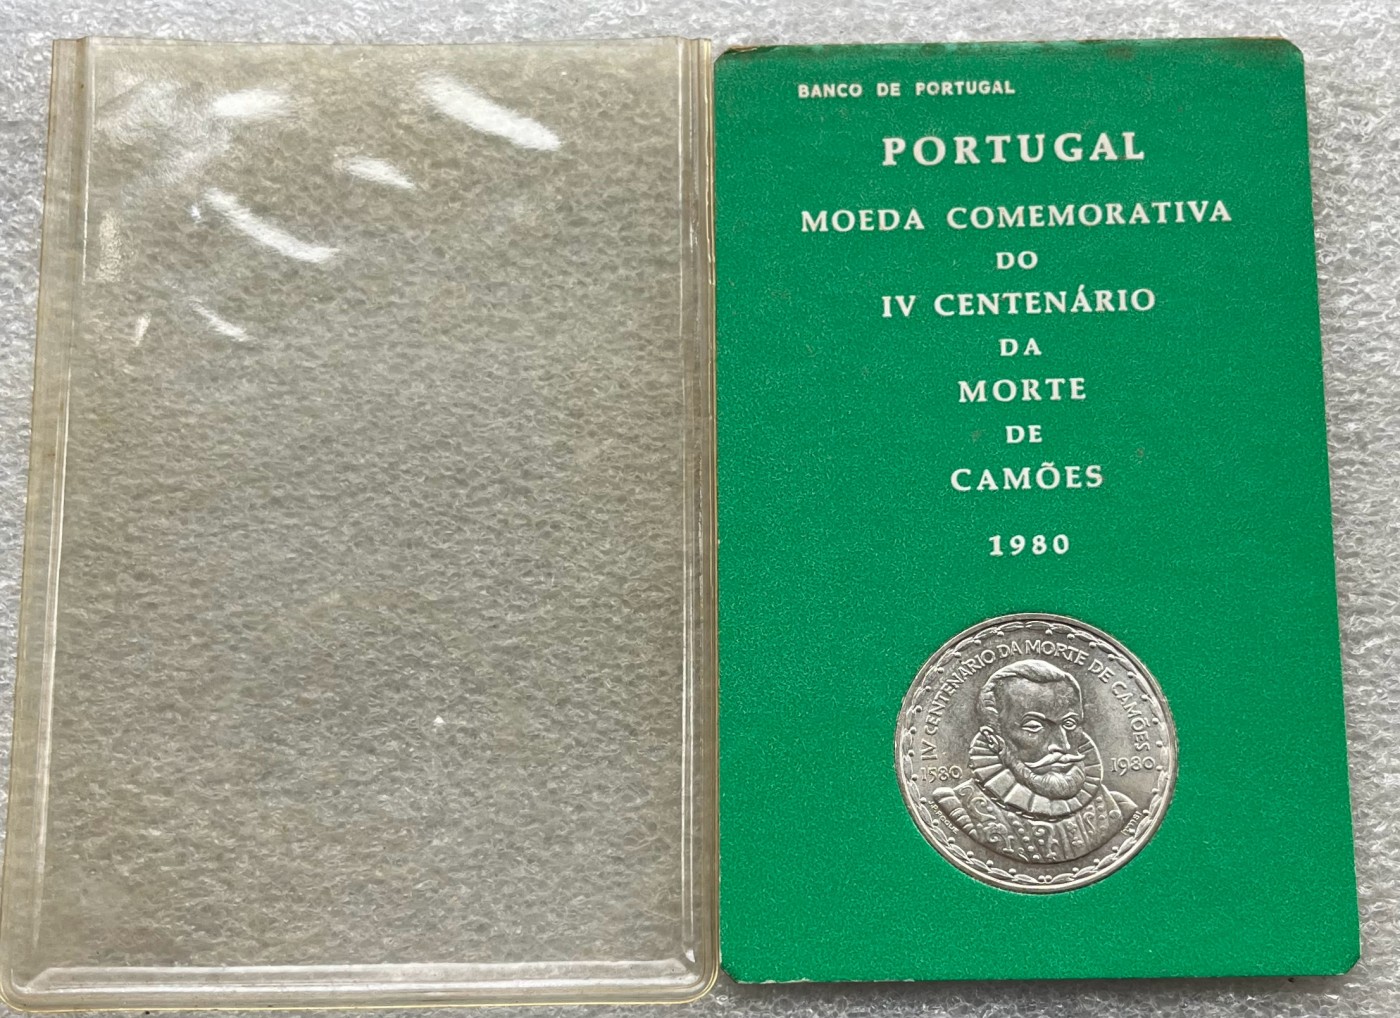 BANCO DE PORTUGAL
PORTUGAL
MOEDA COMEMORATIVA
DO
IV CENTENÁRIO
DA
MORTE
DE
CAMÕES
1980
IV CENTENÁRIO DA MORTE DE CAMÕES
1580 1980